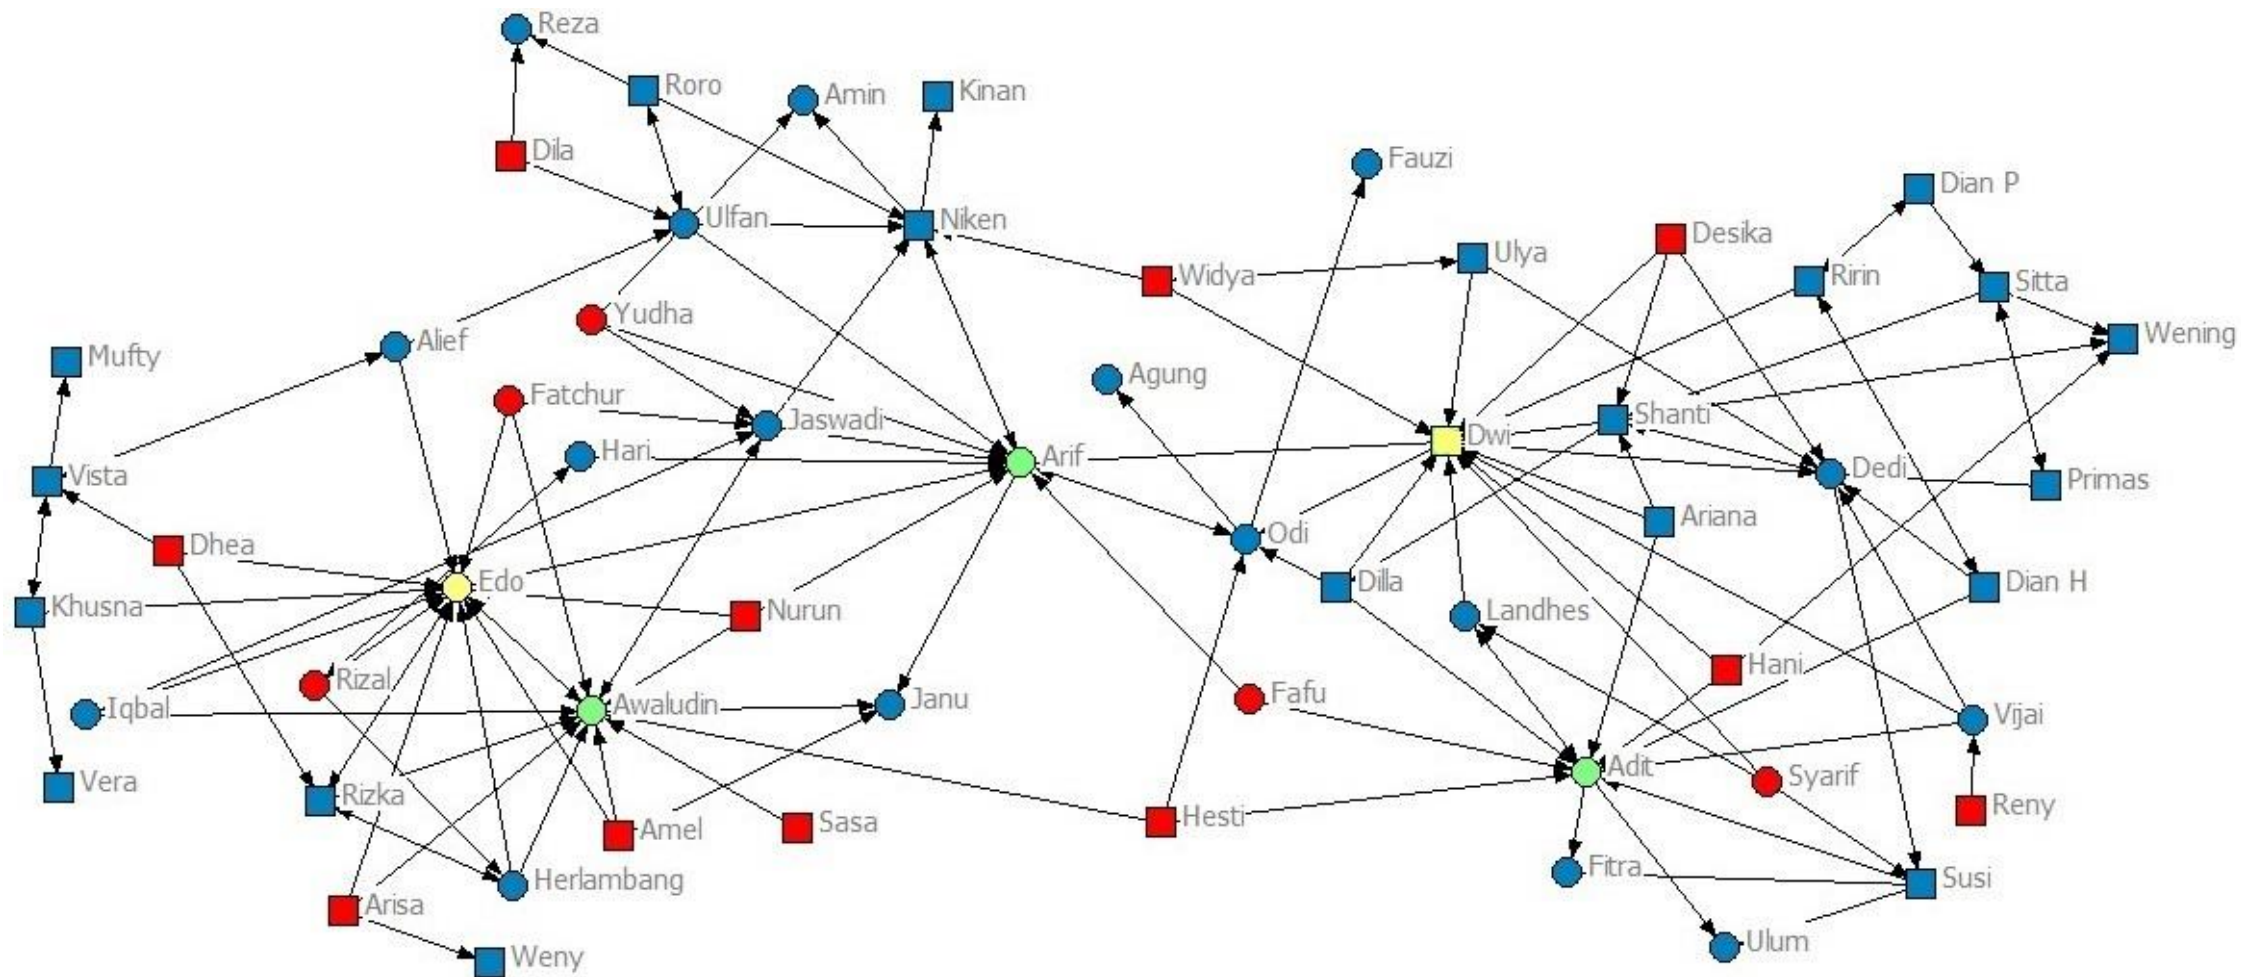 Reza
Roro
Amin
Kinan
Dila
Fauzi
Dian P
Ulfan
Niken
Desika
Ulya
Widya
Ririn
Sitta
Yudha
Wening
Alief
Mufty
Agung
Fatchur
Jaswadi
Shanti
Dwi
Hari
Arif
Dedi
Vista
Primas
Ariana
Odi
Dhea
Edo
Dilla
Dian H
Khusna
Nurun
Landhes
Hani
Rizal
Fafu
Iqbal
Awaludin
Janu
Vijai
Adit
Syarif
Vera
Rizka
Reny
Amel
Sasa
Hesti
Fitra
Herlambang
Susi
Arisa
Ulum
Weny